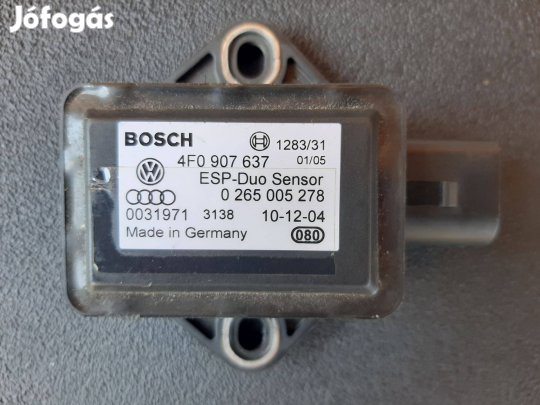 Jófogás
BOSCH 1283/31
4F0 907 637 01/05
ESP-Duo Sensor
0 265 005 278
0031971 3138 10-12-04
Made in Germany 080